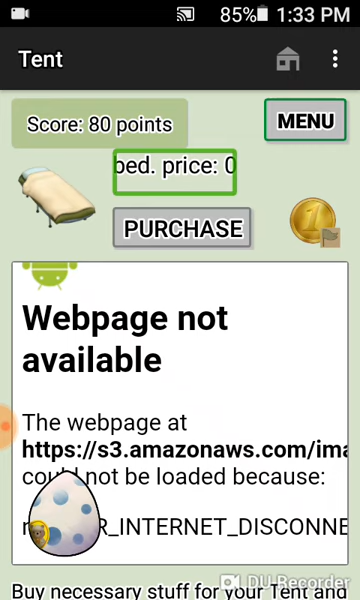 85% 1:33 PM
Tent
Score: 80 points
MENU
bed. price: 0
PURCHASE
1
Webpage not
available
The webpage at
https://s3.amazonaws.com/ima
could not be loaded because:
R_INTERNET_DISCONNE
DU Recorder
Buy necessary stuff for your Tent and